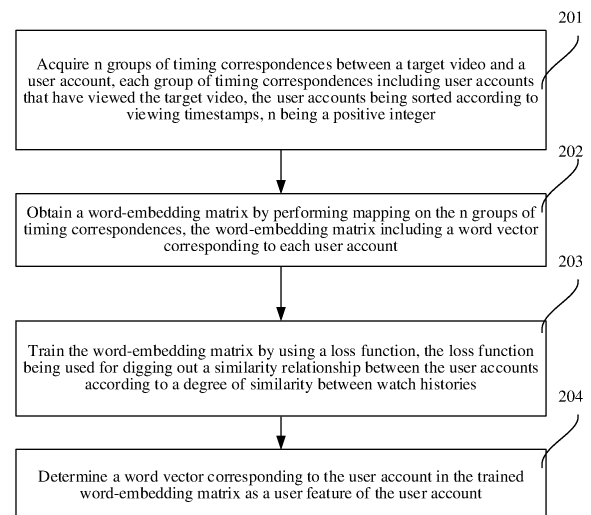 201
Acquire n groups of timing correspondences between a target video and a
user account, each group of timing correspondences including user accounts
that have viewed the target video, the user accounts being sorted according to
viewing timestamps, n being a positive integer
202
Obtain a word-embedding matrix by performing mapping on the n groups of
timing correspondences, the word-embedding matrix including a word vector
corresponding to each user account
203
Train the word-embedding matrix by using a loss function, the loss function
being used for digging out a similarity relationship between the user accounts
according to a degree of similarity between watch histories
204
Determine a word vector corresponding to the user account in the trained
word-embedding matrix as a user feature of the user account